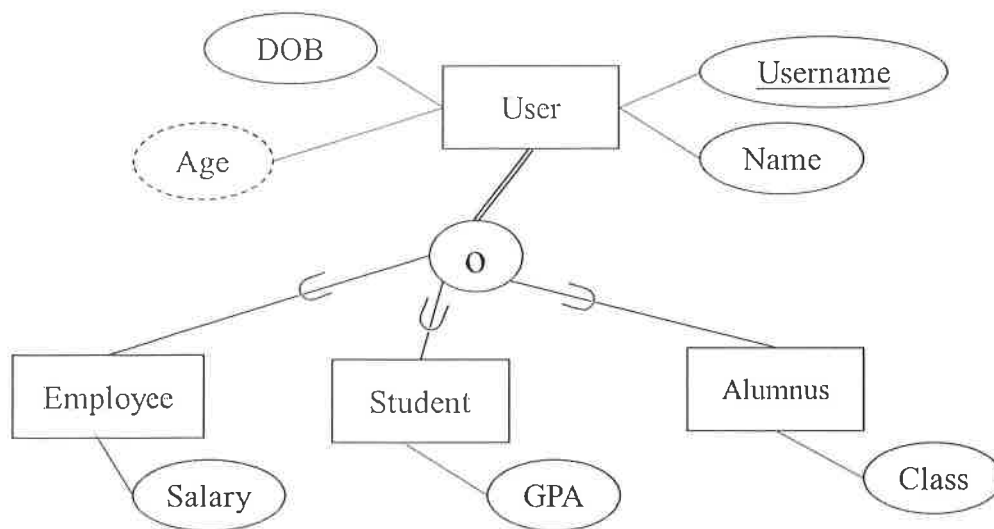 DOB
Username
User
Age
Name
o
Employee
Student
Alumnus
Salary
GPA
Class